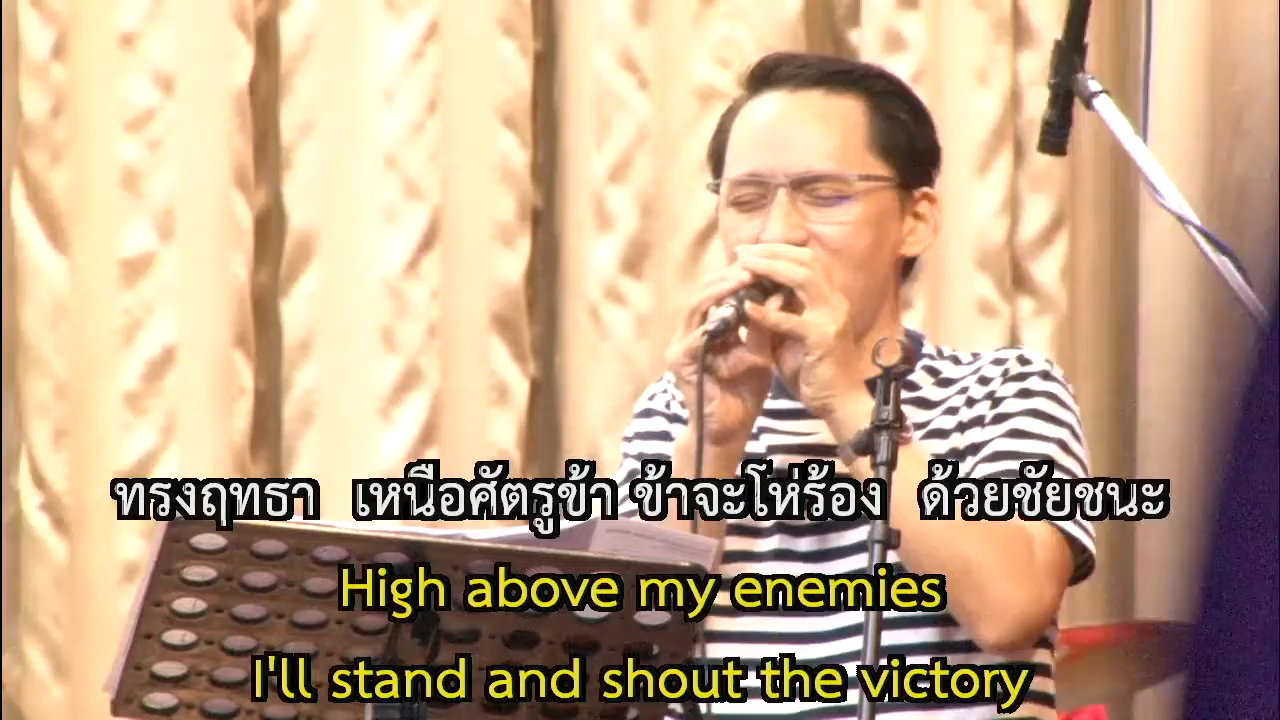 ทรงฤทธา เหนือศัตรูข้า ข้าจะโห่ร้อง ด้วยชัยชนะ
High above my enemies
I'll stand and shout the victory